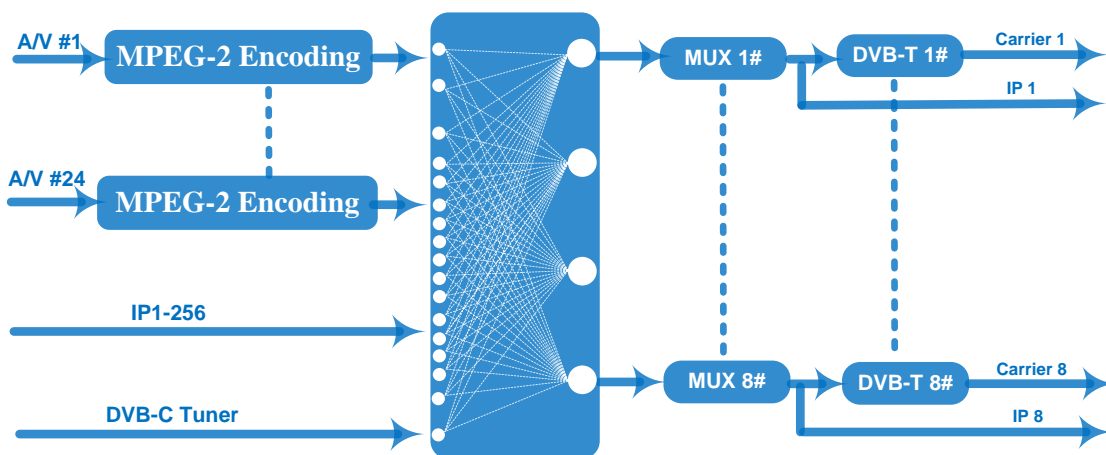 A/V #1
MPEG-2 Encoding
A/V #24
MPEG-2 Encoding
IP1-256
DVB-C Tuner
MUX 1#
DVB-T 1#
Carrier 1
IP 1
MUX 8#
DVB-T 8#
Carrier 8
IP 8